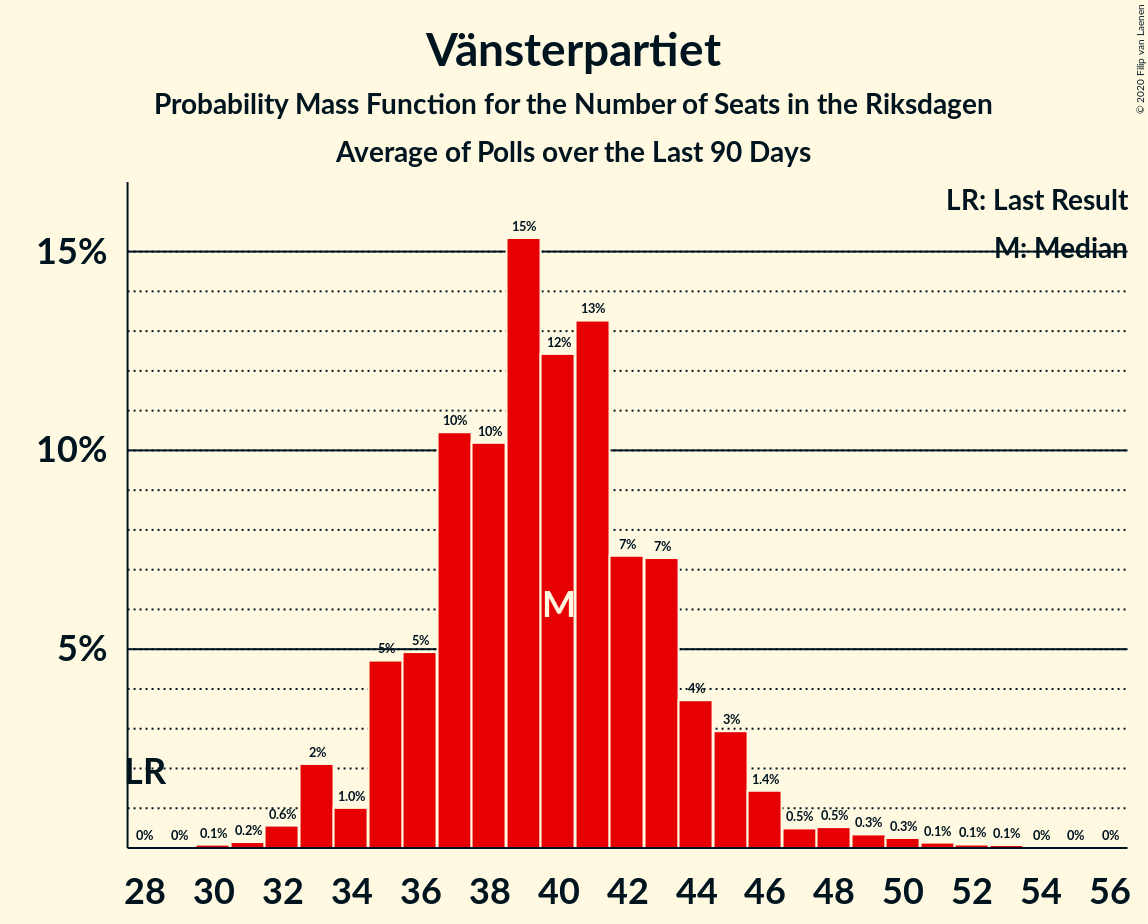 Vänsterpartiet
Probability Mass Function for the Number of Seats in the Riksdagen
Average of Polls over the Last 90 Days
© 2020 Filip van Laenen
LR: Last Result
M: Median
15%
10%
5%
0% 0% 0.1% 0.2% 0.6% 2% 1.0% 5% 5% 10% 10% 15% 12% 13% 7% 7% 4% 3% 1.4% 0.5% 0.5% 0.3% 0.3% 0.1% 0.1% 0.1% 0% 0% 0%
LR
M
28 30 32 34 36 38 40 42 44 46 48 50 52 54 56